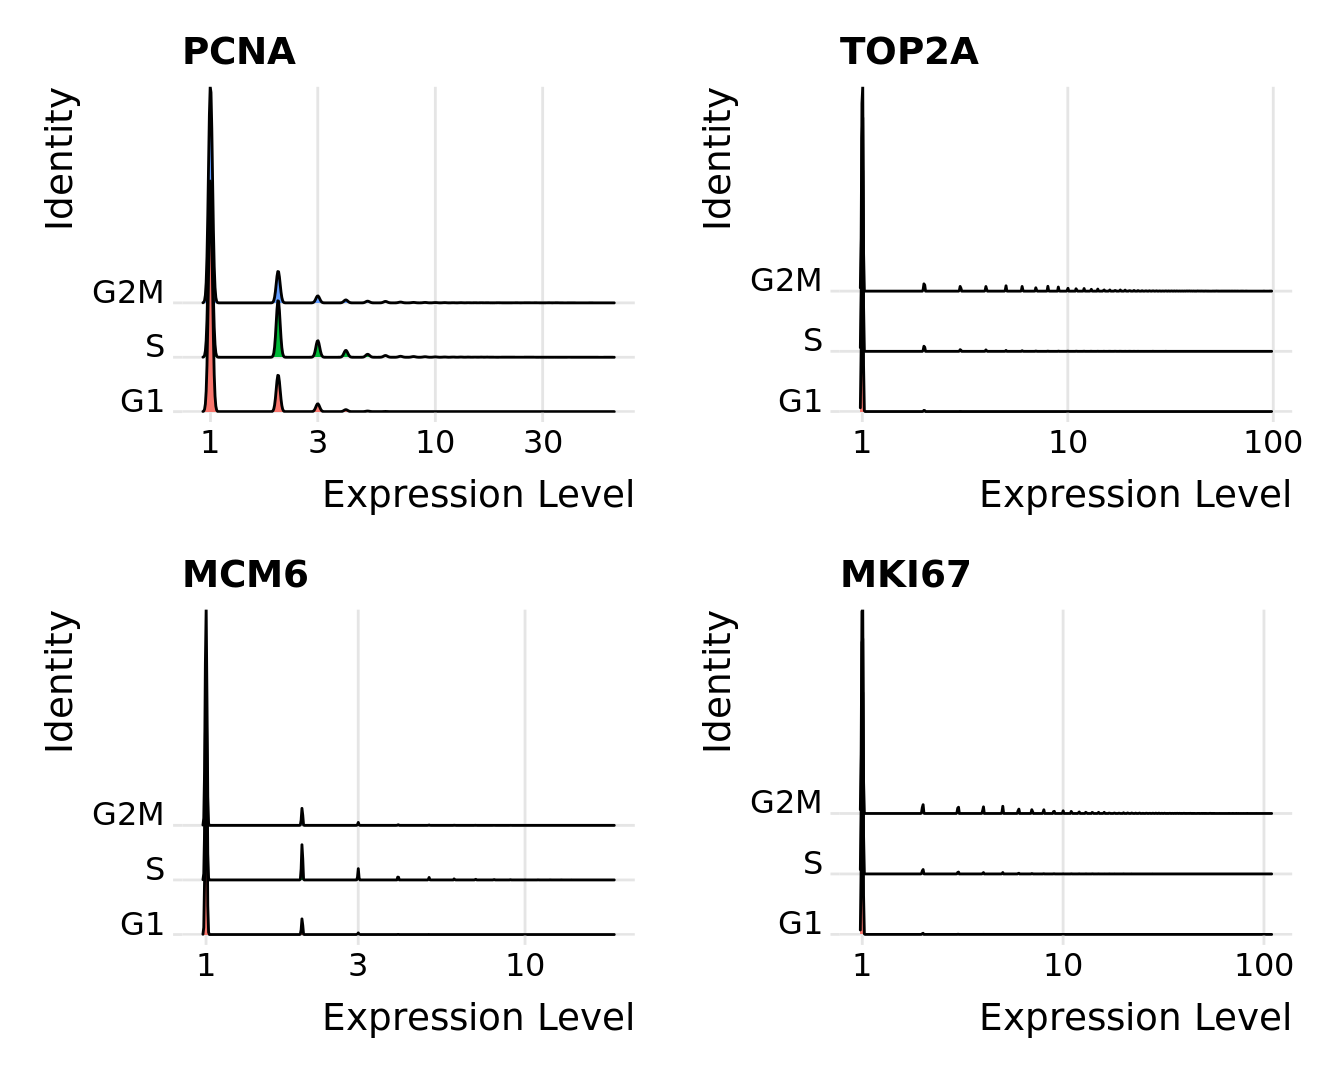 PCNA
Identity
G2M
S
G1
1 3 10 30
Expression Level
TOP2A
Identity
G2M
S
G1
1 10 100
Expression Level
MCM6
Identity
G2M
S
G1
1 3 10
Expression Level
MKI67
Identity
G2M
S
G1
1 10 100
Expression Level